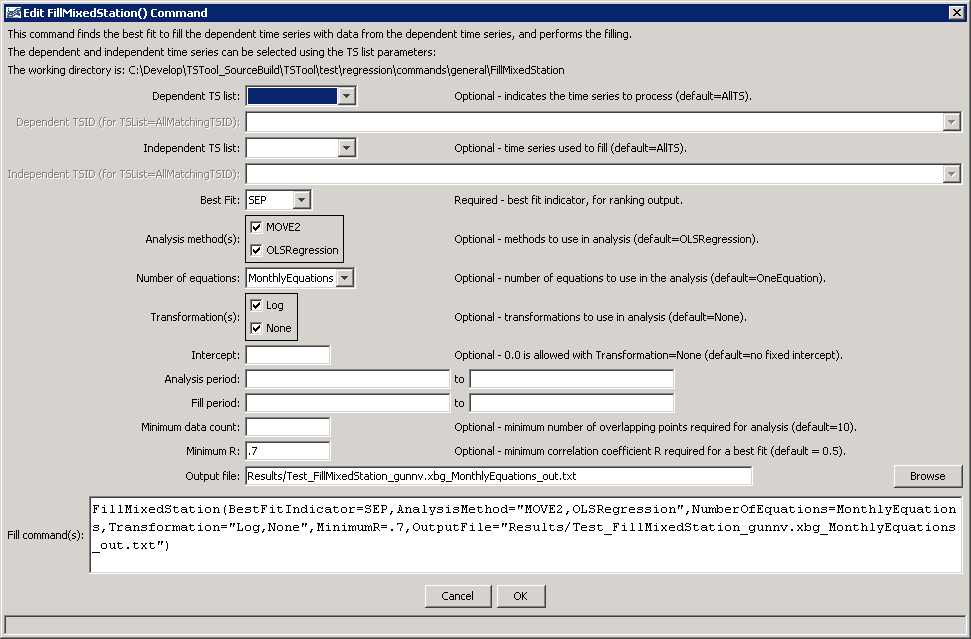 Edit FillMixedStation() Command
This command finds the best fit to fill the dependent time series with data from the dependent time series, and performs the filling.
The dependent and independent time series can be selected using the TS list parameters:
The working directory is: C:\Develop\TSTool_SourceBuild\TSTool\test\regression\commands\general\FillMixedStation
Dependent TS list: Optional - indicates the time series to process (default=AllTS).
Dependent TSID (for TSList=AllMatchingTSID):
Independent TS list: Optional - time series used to fill (default=AllTS).
Independent TSID (for TSList=AllMatchingTSID):
Best Fit: SEP Required - best fit indicator, for ranking output.
MOVE2
Analysis method(s): Optional - methods to use in analysis (default=OLSRegression).
OLSRegression
Number of equations: MonthlyEquations Optional - number of equations to use in the analysis (default=OneEquation).
Log
Transformation(s): Optional - transformations to use in analysis (default=None).
None
Intercept: Optional - 0.0 is allowed with Transformation=None (default=no fixed intercept).
Analysis period: to
Fill period: to
Minimum data count: Optional - minimum number of overlapping points required for analysis (default=10).
Minimum R: .7 Optional - minimum correlation coefficient R required for a best fit (default = 0.5).
Output file: Results/Test_FillMixedStation_gunnv.xbg_MonthlyEquations_out.txt Browse
FillMixedStation(BestFitIndicator=SEP,AnalysisMethod="MOVE2,OLSRegression",NumberOfEquations=MonthlyEquation
s,Transformation="Log,None",MinimumR=.7,OutputFile="Results/Test_FillMixedStation_gunnv.xbg_MonthlyEquations
Fill command(s): _out.txt")
Cancel OK